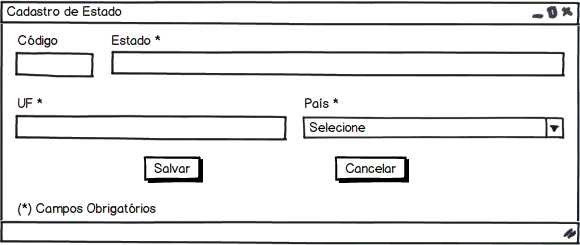 Cadastro de Estado
Código Estado *
UF * País *
Selecione
Salvar Cancelar
(*) Campos Obrigatórios